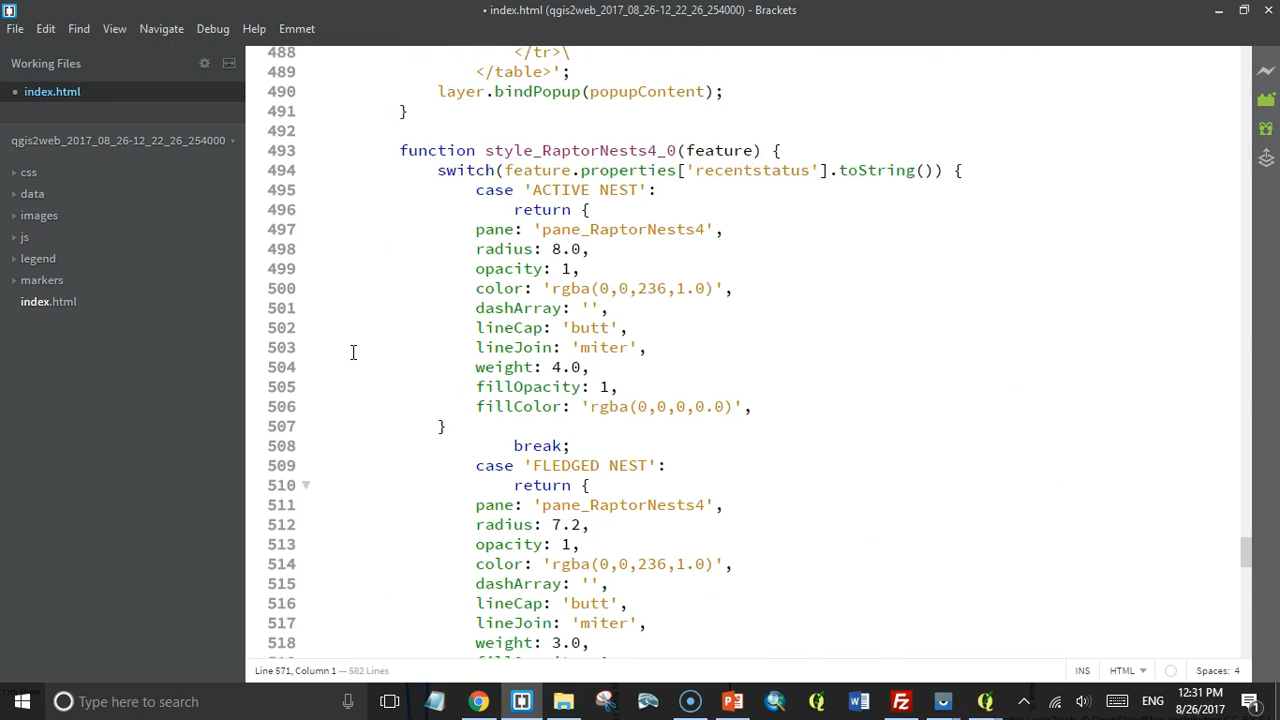 • index.html (qgis2web_2017_08_26-12_22_26_254000) - Brackets
File Edit Find View Navigate Debug Help Emmet
Working Files
• index.html
qgis2web_2017_08_26-12_22_26_254000
css
data
images
js
legend
markers
index.html
488 </tr>\
489 </table>';
490 layer.bindPopup(popupContent);
491 }
492
493 function style_RaptorNests4_0(feature) {
494 switch(feature.properties['recentstatus'].toString()) {
495 case 'ACTIVE NEST':
496 return {
497 pane: 'pane_RaptorNests4',
498 radius: 8.0,
499 opacity: 1,
500 color: 'rgba(0,0,236,1.0)',
501 dashArray: '',
502 lineCap: 'butt',
503 lineJoin: 'miter',
504 weight: 4.0,
505 fillOpacity: 1,
506 fillColor: 'rgba(0,0,0,0.0)',
507 }
508 break;
509 case 'FLEDGED NEST':
510 return {
511 pane: 'pane_RaptorNests4',
512 radius: 7.2,
513 opacity: 1,
514 color: 'rgba(0,0,236,1.0)',
515 dashArray: '',
516 lineCap: 'butt',
517 lineJoin: 'miter',
518 weight: 3.0,
Line 571, Column 1 — 582 Lines INS HTML Spaces: 4
Type here to search ENG 12:31 PM
8/26/2017